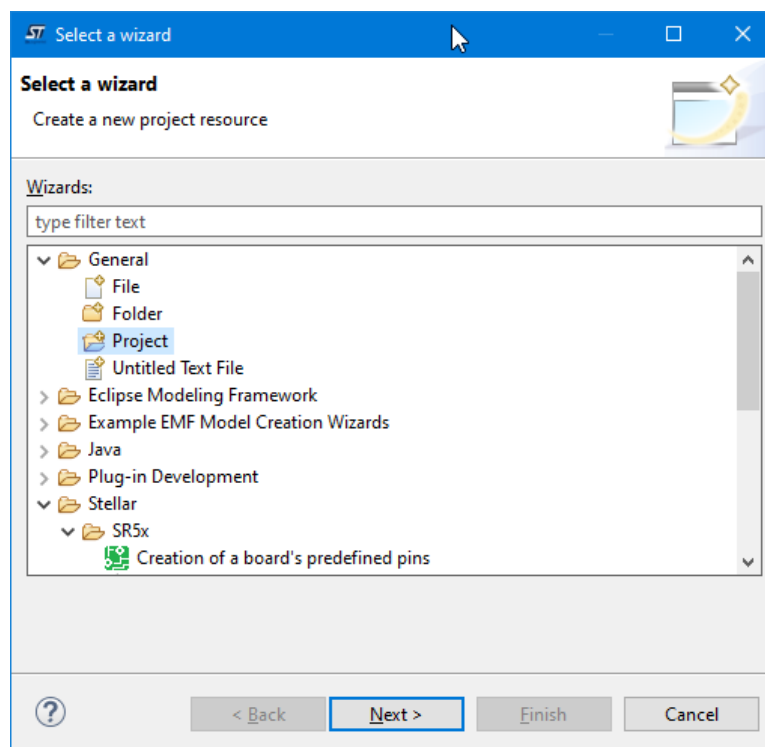 ST Select a wizard
Select a wizard
Create a new project resource
Wizards:
type filter text
General
File
Folder
Project
Untitled Text File
Eclipse Modeling Framework
Example EMF Model Creation Wizards
Java
Plug-in Development
Stellar
SR5x
Creation of a board's predefined pins
? < Back Next > Finish Cancel